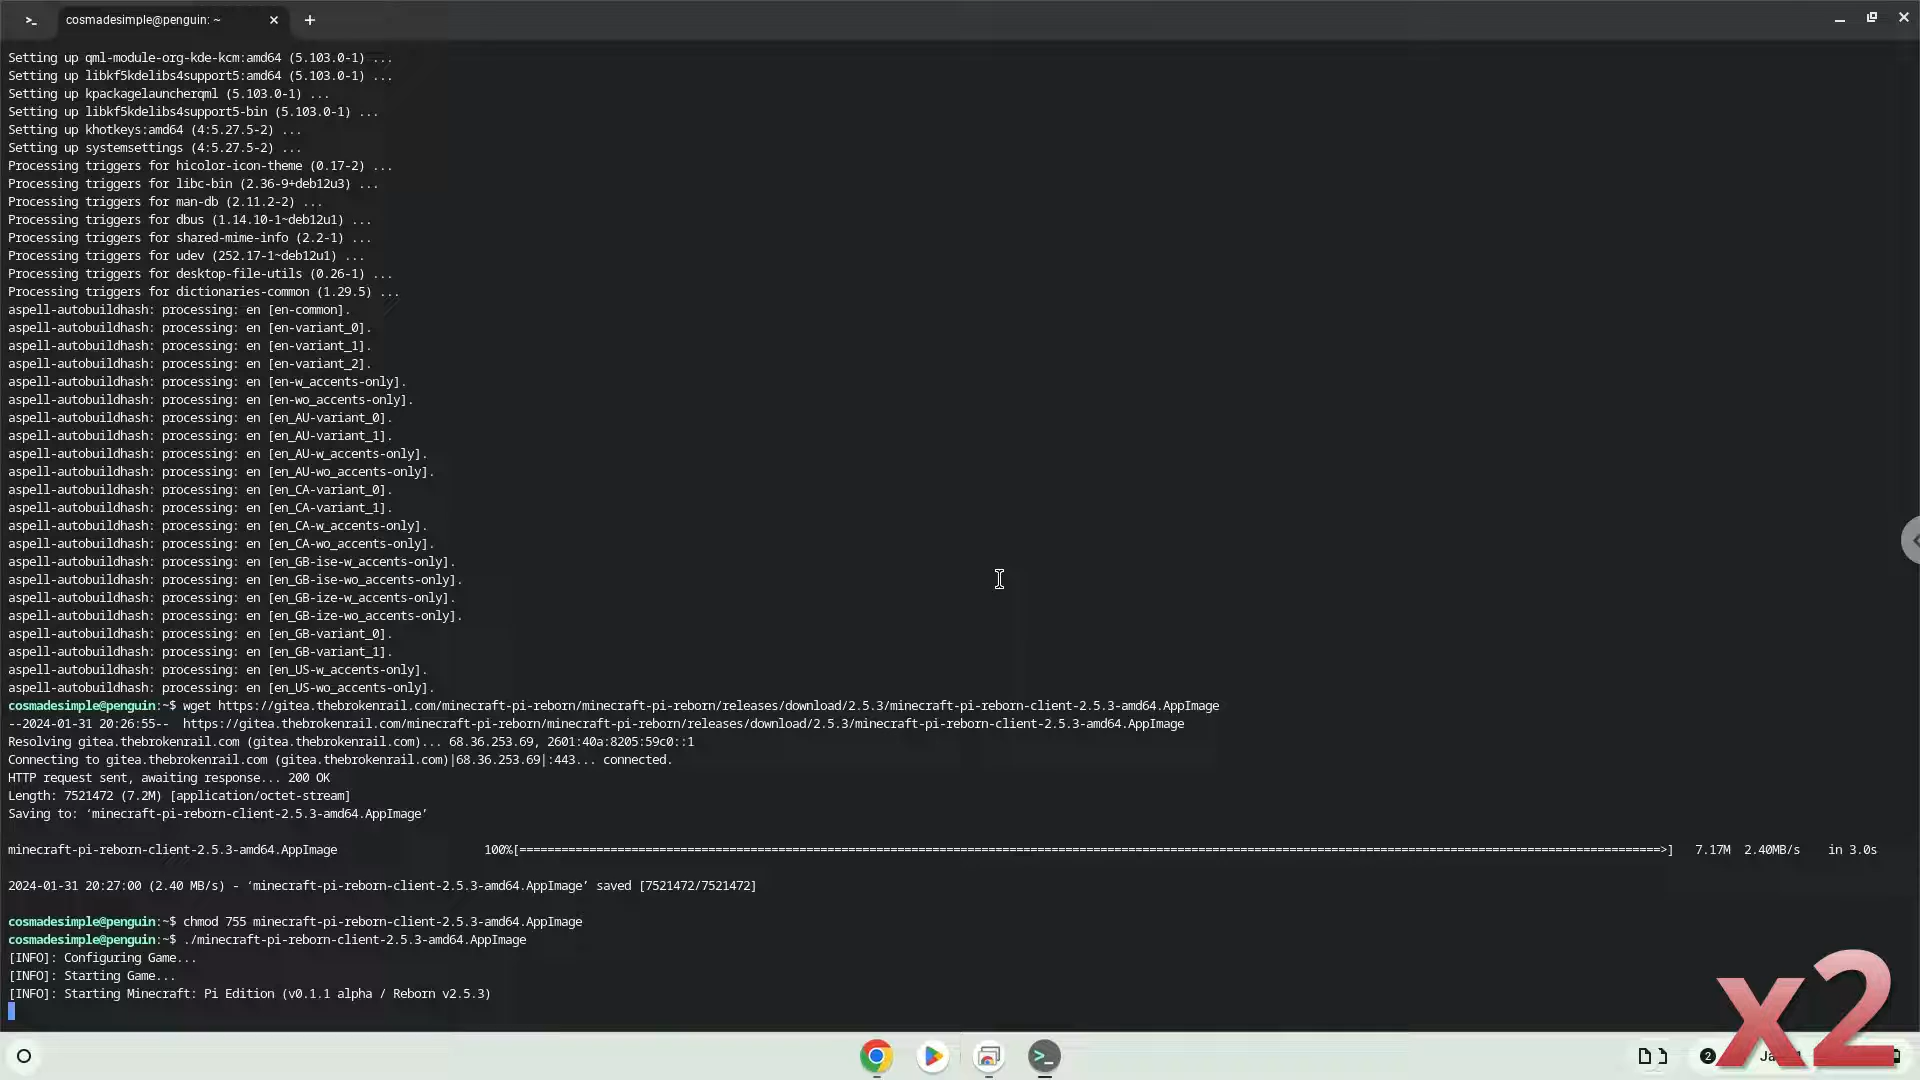 cosmadesimple@penguin: ~
Setting up qml-module-org-kde-kcm:amd64 (5.103.0-1) ...
Setting up libkf5kdelibs4support5:amd64 (5.103.0-1) ...
Setting up kpackagelauncherqml (5.103.0-1) ...
Setting up libkf5kdelibs4support5-bin (5.103.0-1) ...
Setting up khotkeys:amd64 (4:5.27.5-2) ...
Setting up systemsettings (4:5.27.5-2) ...
Processing triggers for hicolor-icon-theme (0.17-2) ...
Processing triggers for libc-bin (2.36-9+deb12u3) ...
Processing triggers for man-db (2.11.2-2) ...
Processing triggers for dbus (1.14.10-1~deb12u1) ...
Processing triggers for shared-mime-info (2.2-1) ...
Processing triggers for udev (252.17-1~deb12u1) ...
Processing triggers for desktop-file-utils (0.26-1) ...
Processing triggers for dictionaries-common (1.29.5) ...
aspell-autobuildhash: processing: en [en-common].
aspell-autobuildhash: processing: en [en-variant_0].
aspell-autobuildhash: processing: en [en-variant_1].
aspell-autobuildhash: processing: en [en-variant_2].
aspell-autobuildhash: processing: en [en-w_accents-only].
aspell-autobuildhash: processing: en [en-wo_accents-only].
aspell-autobuildhash: processing: en [en_AU-variant_0].
aspell-autobuildhash: processing: en [en_AU-variant_1].
aspell-autobuildhash: processing: en [en_AU-w_accents-only].
aspell-autobuildhash: processing: en [en_AU-wo_accents-only].
aspell-autobuildhash: processing: en [en_CA-variant_0].
aspell-autobuildhash: processing: en [en_CA-variant_1].
aspell-autobuildhash: processing: en [en_CA-w_accents-only].
aspell-autobuildhash: processing: en [en_CA-wo_accents-only].
aspell-autobuildhash: processing: en [en_GB-ise-w_accents-only].
aspell-autobuildhash: processing: en [en_GB-ise-wo_accents-only].
aspell-autobuildhash: processing: en [en_GB-ize-w_accents-only].
aspell-autobuildhash: processing: en [en_GB-ize-wo_accents-only].
aspell-autobuildhash: processing: en [en_GB-variant_0].
aspell-autobuildhash: processing: en [en_GB-variant_1].
aspell-autobuildhash: processing: en [en_US-w_accents-only].
aspell-autobuildhash: processing: en [en_US-wo_accents-only].
cosmadesimple@penguin:~$ wget https://gitea.thebrokenrail.com/minecraft-pi-reborn/minecraft-pi-reborn/releases/download/2.5.3/minecraft-pi-reborn-client-2.5.3-amd64.AppImage
--2024-01-31 20:26:55--  https://gitea.thebrokenrail.com/minecraft-pi-reborn/minecraft-pi-reborn/releases/download/2.5.3/minecraft-pi-reborn-client-2.5.3-amd64.AppImage
Resolving gitea.thebrokenrail.com (gitea.thebrokenrail.com)... 68.36.253.69, 2601:40a:8205:59c0::1
Connecting to gitea.thebrokenrail.com (gitea.thebrokenrail.com)|68.36.253.69|:443... connected.
HTTP request sent, awaiting response... 200 OK
Length: 7521472 (7.2M) [application/octet-stream]
Saving to: ‘minecraft-pi-reborn-client-2.5.3-amd64.AppImage’
minecraft-pi-reborn-client-2.5.3-amd64.AppImage 100%[===================================================================>] 7.17M 2.40MB/s in 3.0s
2024-01-31 20:27:00 (2.40 MB/s) - ‘minecraft-pi-reborn-client-2.5.3-amd64.AppImage’ saved [7521472/7521472]
cosmadesimple@penguin:~$ chmod 755 minecraft-pi-reborn-client-2.5.3-amd64.AppImage
cosmadesimple@penguin:~$ ./minecraft-pi-reborn-client-2.5.3-amd64.AppImage
[INFO]: Configuring Game...
[INFO]: Starting Game...
[INFO]: Starting Minecraft: Pi Edition (v0.1.1 alpha / Reborn v2.5.3)
x2
2